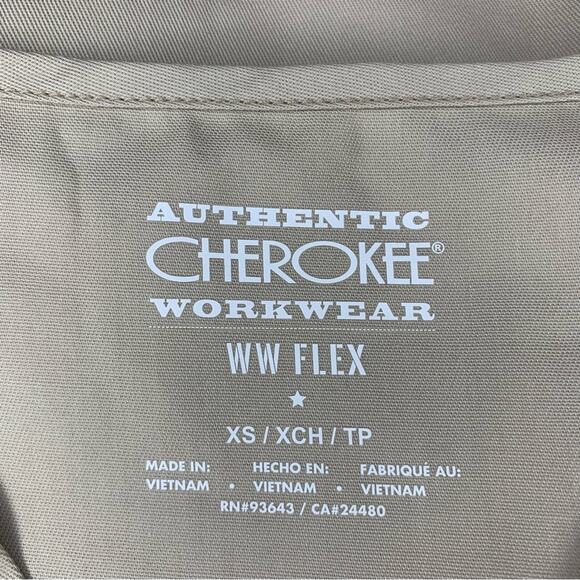 AUTHENTIC
CHEROKEE®
WORKWEAR
WW FLEX
XS / XCH / TP
MADE IN: HECHO EN: FABRIQUÉ AU:
VIETNAM • VIETNAM • VIETNAM
RN#93643 / CA#24480